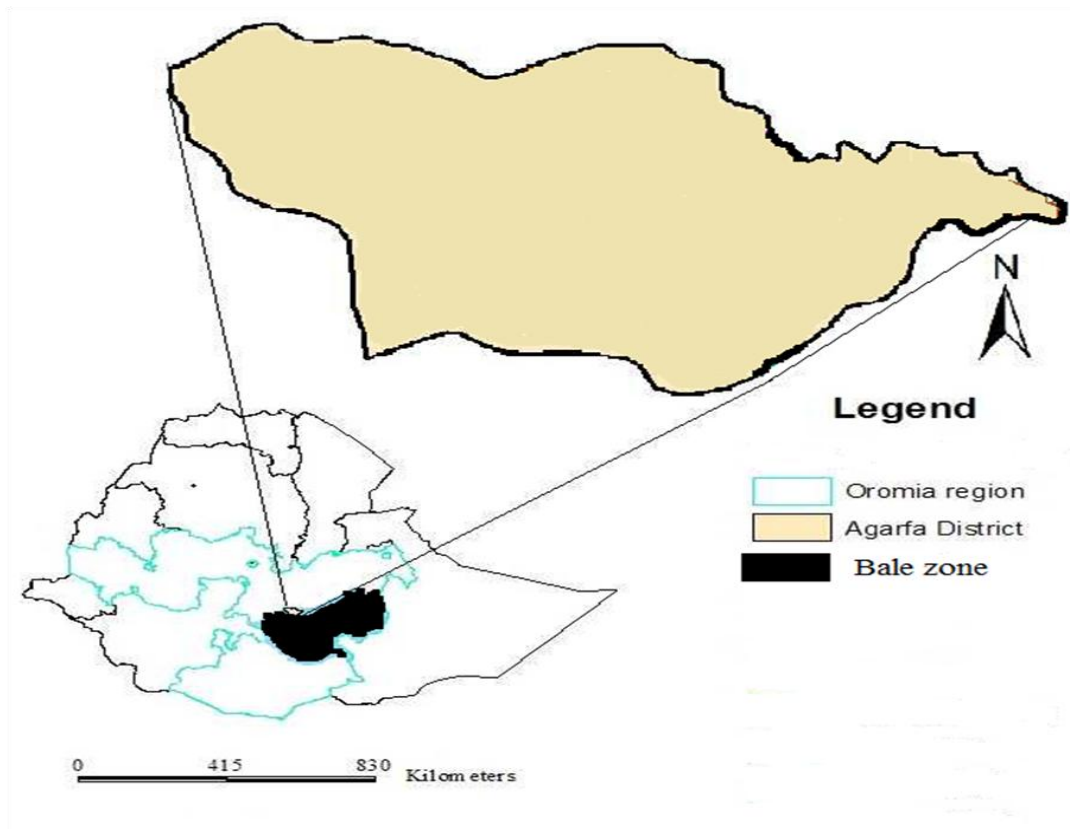 N
Legend
Oromia region
Agarfa District
Bale zone
0 415 830
Kilometers